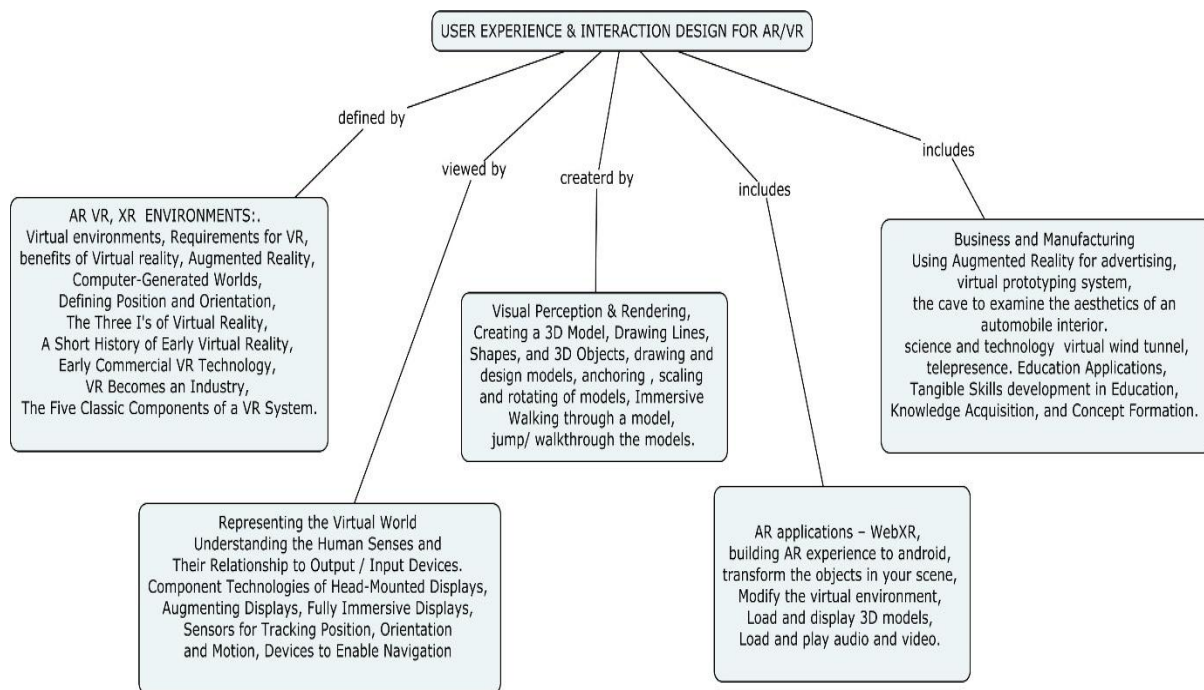 USER EXPERIENCE & INTERACTION DESIGN FOR AR/VR
defined by
viewed by
createrd by
includes
includes
AR VR, XR  ENVIRONMENTS:.
Virtual environments, Requirements for VR,
benefits of Virtual reality, Augmented Reality,
Computer-Generated Worlds,
Defining Position and Orientation,
The Three I's of Virtual Reality,
A Short History of Early Virtual Reality,
Early Commercial VR Technology,
VR Becomes an Industry,
The Five Classic Components of a VR System.
Representing the Virtual World
Understanding the Human Senses and
Their Relationship to Output / Input Devices.
Component Technologies of Head-Mounted Displays,
Augmenting Displays, Fully Immersive Displays,
Sensors for Tracking Position, Orientation
and Motion, Devices to Enable Navigation
Visual Perception & Rendering,
Creating a 3D Model, Drawing Lines,
Shapes, and 3D Objects, drawing and
design models, anchoring , scaling
and rotating of models, Immersive
Walking through a model,
jump/ walkthrough the models.
AR applications – WebXR,
building AR experience to android,
transform the objects in your scene,
Modify the virtual environment,
Load and display 3D models,
Load and play audio and video.
Business and Manufacturing
Using Augmented Reality for advertising,
virtual prototyping system,
the cave to examine the aesthetics of an
automobile interior.
science and technology  virtual wind tunnel,
telepresence. Education Applications,
Tangible Skills development in Education,
Knowledge Acquisition, and Concept Formation.